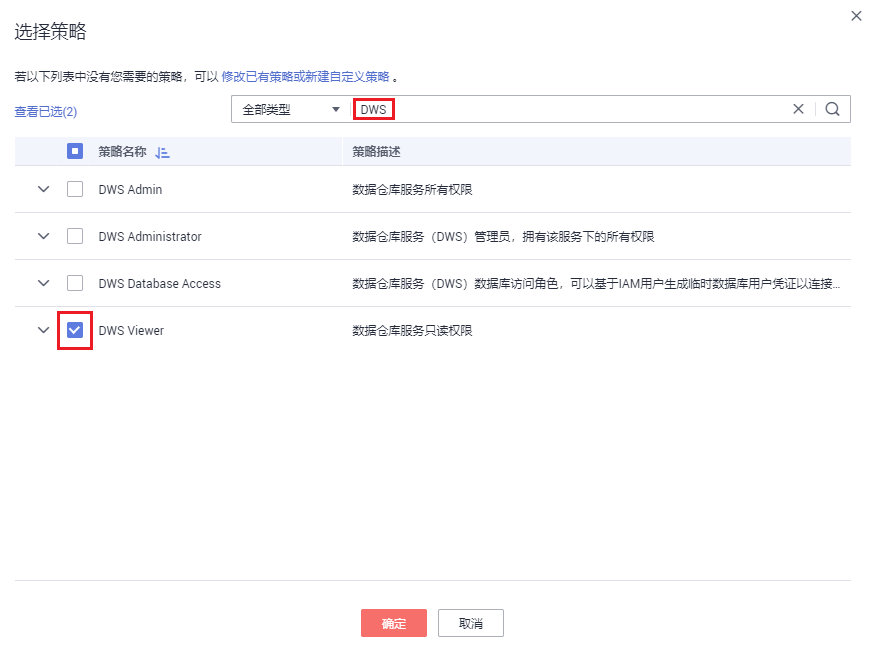 选择策略
若以下列表中没有您需要的策略，可以 修改已有策略或新建自定义策略 。
查看已选(2) 全部类型 DWS
策略名称 策略描述
DWS Admin 数据仓库服务所有权限
DWS Administrator 数据仓库服务（DWS）管理员，拥有该服务下的所有权限
DWS Database Access 数据仓库服务（DWS）数据库访问角色，可以基于IAM用户生成临时数据库用户凭证以连接...
DWS Viewer 数据仓库服务只读权限
确定 取消